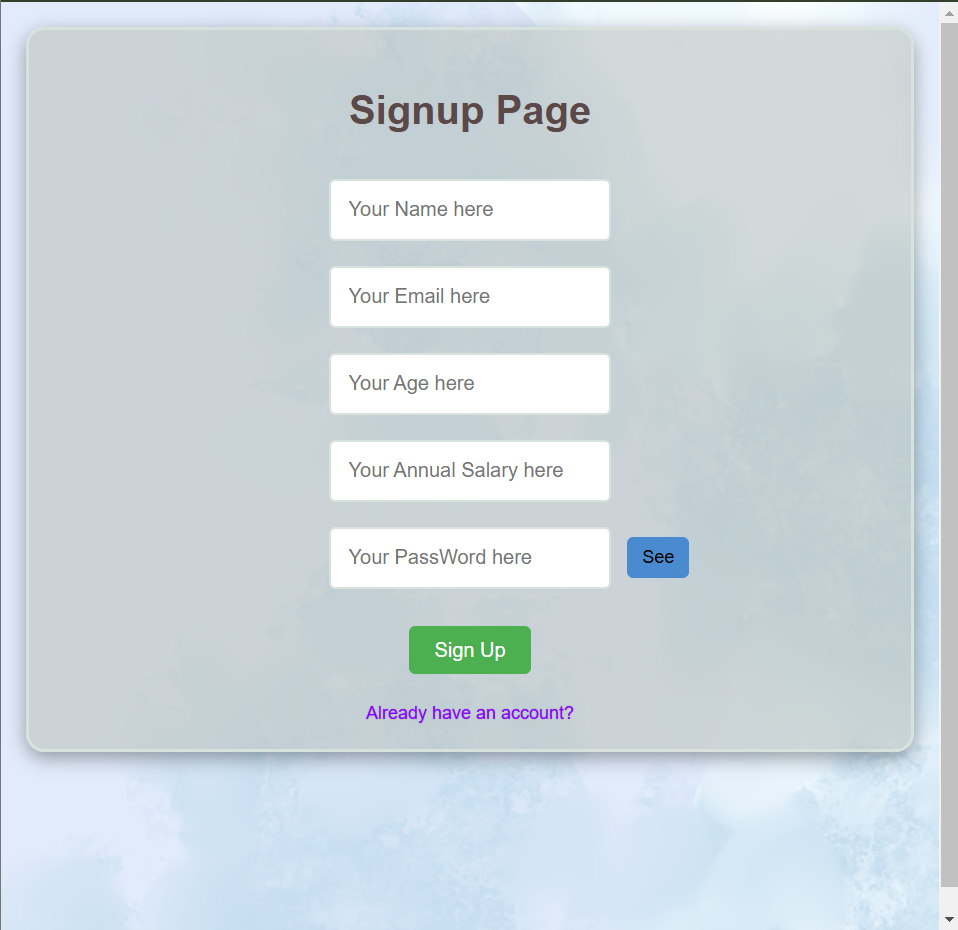 Signup Page
Your Name here
Your Email here
Your Age here
Your Annual Salary here
Your PassWord here See
Sign Up
Already have an account?